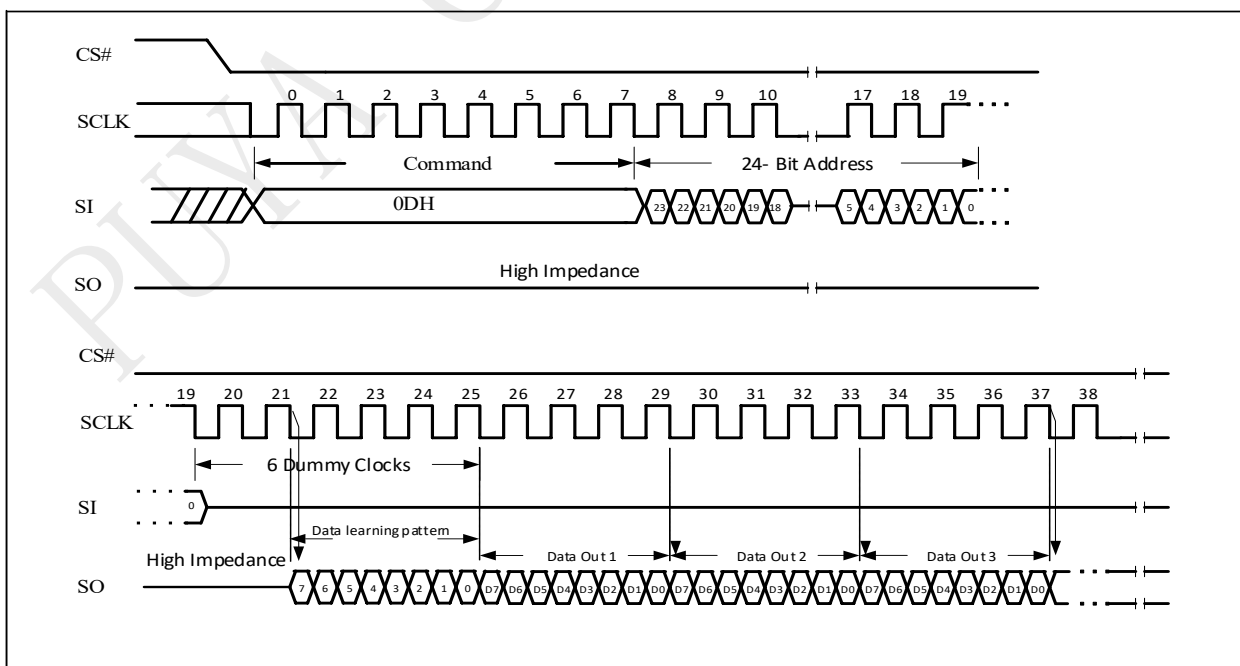 PUYA
CS#
0 1 2 3 4 5 6 7 8 9 10 17 18 19
SCLK
Command 24- Bit Address
SI 0DH 23 22 21 20 19 18 5 4 3 2 1 0
High Impedance
SO
CS#
19 20 21 22 23 24 25 26 27 28 29 30 31 32 33 34 35 36 37 38
SCLK
6 Dummy Clocks
SI 0
Data learning pattern
High Impedance Data Out 1 Data Out 2 Data Out 3
SO 7 6 5 4 3 2 1 0 D7 D6 D5 D4 D3 D2 D1 D0 D7 D6 D5 D4 D3 D2 D1 D0 D7 D6 D5 D4 D3 D2 D1 D0